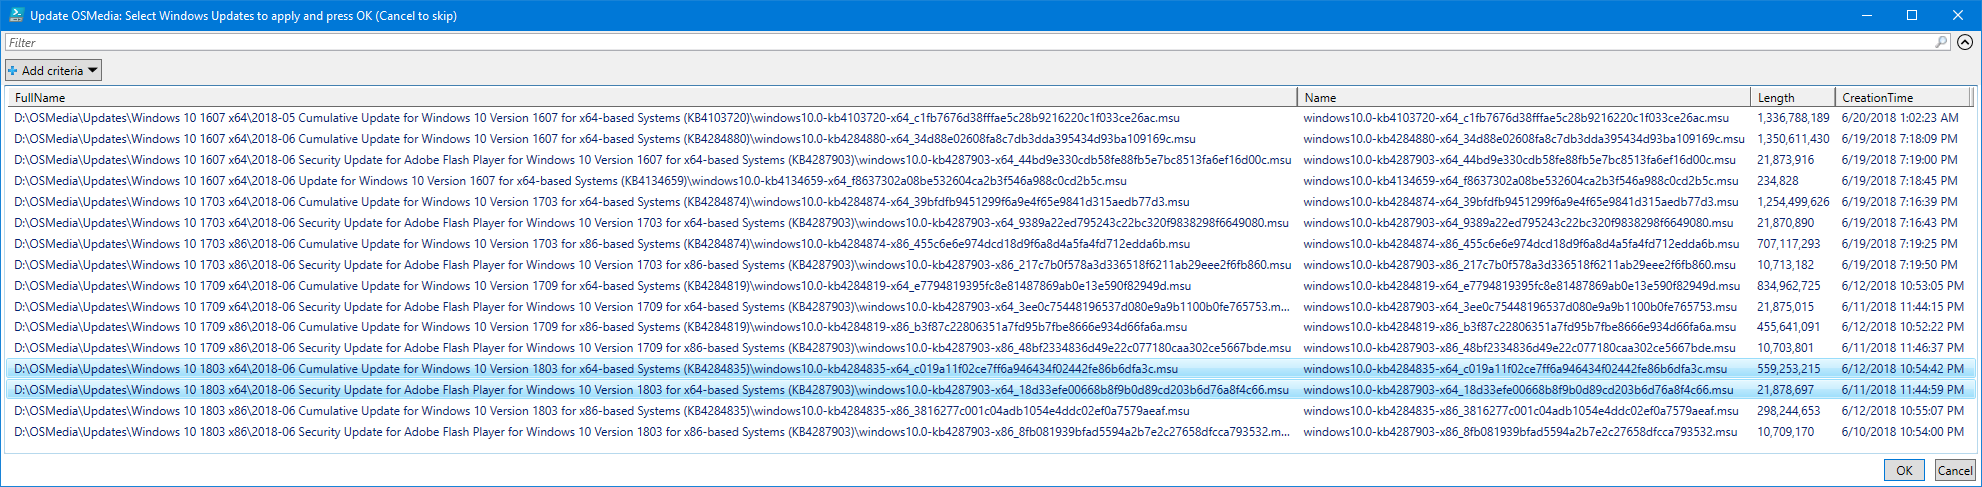 Update OSMedia: Select Windows Updates to apply and press OK (Cancel to skip)
Filter
Add criteria
FullName Name Length CreationTime
D:\OSMedia\Updates\Windows 10 1607 x64\2018-05 Cumulative Update for Windows 10 Version 1607 for x64-based Systems (KB4103720)\windows10.0-kb4103720-x64_c1fb7676d38fffae5c28b9216220c1f033ce26ac.msu windows10.0-kb4103720-x64_c1fb7676d38fffae5c28b9216220c1f033ce26ac.msu 1,336,788,189 6/20/2018 1:02:23 AM
D:\OSMedia\Updates\Windows 10 1607 x64\2018-06 Cumulative Update for Windows 10 Version 1607 for x64-based Systems (KB4284880)\windows10.0-kb4284880-x64_34d88e02608fa8c7db3dda395434d93ba109169c.msu windows10.0-kb4284880-x64_34d88e02608fa8c7db3dda395434d93ba109169c.msu 1,350,611,430 6/19/2018 7:18:09 PM
D:\OSMedia\Updates\Windows 10 1607 x64\2018-06 Security Update for Adobe Flash Player for Windows 10 Version 1607 for x64-based Systems (KB4287903)\windows10.0-kb4287903-x64_44bd9e330cdb58fe88fb5e7bc8513fa6ef16d00c.msu windows10.0-kb4287903-x64_44bd9e330cdb58fe88fb5e7bc8513fa6ef16d00c.msu 21,873,916 6/19/2018 7:19:00 PM
D:\OSMedia\Updates\Windows 10 1607 x64\2018-06 Update for Windows 10 Version 1607 for x64-based Systems (KB4134659)\windows10.0-kb4134659-x64_f8637302a08be532604ca2b3f546a988c0cd2b5c.msu windows10.0-kb4134659-x64_f8637302a08be532604ca2b3f546a988c0cd2b5c.msu 234,828 6/19/2018 7:18:45 PM
D:\OSMedia\Updates\Windows 10 1703 x64\2018-06 Cumulative Update for Windows 10 Version 1703 for x64-based Systems (KB4284874)\windows10.0-kb4284874-x64_39bfdfb9451299f6a9e4f65e9841d315aedb77d3.msu windows10.0-kb4284874-x64_39bfdfb9451299f6a9e4f65e9841d315aedb77d3.msu 1,254,499,626 6/19/2018 7:16:39 PM
D:\OSMedia\Updates\Windows 10 1703 x64\2018-06 Security Update for Adobe Flash Player for Windows 10 Version 1703 for x64-based Systems (KB4287903)\windows10.0-kb4287903-x64_9389a22ed795243c22bc320f9838298f6649080.msu windows10.0-kb4287903-x64_9389a22ed795243c22bc320f9838298f6649080.msu 21,870,890 6/19/2018 7:16:43 PM
D:\OSMedia\Updates\Windows 10 1703 x86\2018-06 Cumulative Update for Windows 10 Version 1703 for x86-based Systems (KB4284874)\windows10.0-kb4284874-x86_455c6e6e974dcd18d9f6a8d4a5fa4fd712edda6b.msu windows10.0-kb4284874-x86_455c6e6e974dcd18d9f6a8d4a5fa4fd712edda6b.msu 707,117,293 6/19/2018 7:19:25 PM
D:\OSMedia\Updates\Windows 10 1703 x86\2018-06 Security Update for Adobe Flash Player for Windows 10 Version 1703 for x86-based Systems (KB4287903)\windows10.0-kb4287903-x86_217c7b0f578a3d336518f6211ab29eee2f6fb860.msu windows10.0-kb4287903-x86_217c7b0f578a3d336518f6211ab29eee2f6fb860.msu 10,713,182 6/19/2018 7:19:50 PM
D:\OSMedia\Updates\Windows 10 1709 x64\2018-06 Cumulative Update for Windows 10 Version 1709 for x64-based Systems (KB4284819)\windows10.0-kb4284819-x64_e7794819395fc8e81487869ab0e13e590f82949d.msu windows10.0-kb4284819-x64_e7794819395fc8e81487869ab0e13e590f82949d.msu 834,962,725 6/12/2018 10:53:05 PM
D:\OSMedia\Updates\Windows 10 1709 x64\2018-06 Security Update for Adobe Flash Player for Windows 10 Version 1709 for x64-based Systems (KB4287903)\windows10.0-kb4287903-x64_3ee0c75448196537d080e9a9b1100b0fe765753.m... windows10.0-kb4287903-x64_3ee0c75448196537d080e9a9b1100b0fe765753.msu 21,875,015 6/11/2018 11:44:15 PM
D:\OSMedia\Updates\Windows 10 1709 x86\2018-06 Cumulative Update for Windows 10 Version 1709 for x86-based Systems (KB4284819)\windows10.0-kb4284819-x86_b3f87c22806351a7fd95b7fbe8666e934d66fa6a.msu windows10.0-kb4284819-x86_b3f87c22806351a7fd95b7fbe8666e934d66fa6a.msu 455,641,091 6/12/2018 10:52:22 PM
D:\OSMedia\Updates\Windows 10 1709 x86\2018-06 Security Update for Adobe Flash Player for Windows 10 Version 1709 for x86-based Systems (KB4287903)\windows10.0-kb4287903-x86_48bf2334836d49e22c077180caa302ce5667bde.msu windows10.0-kb4287903-x86_48bf2334836d49e22c077180caa302ce5667bde.msu 10,703,801 6/11/2018 11:46:37 PM
D:\OSMedia\Updates\Windows 10 1803 x64\2018-06 Cumulative Update for Windows 10 Version 1803 for x64-based Systems (KB4284835)\windows10.0-kb4284835-x64_c019a11f02ce7ff6a946434f02442fe86b6dfa3c.msu windows10.0-kb4284835-x64_c019a11f02ce7ff6a946434f02442fe86b6dfa3c.msu 559,253,215 6/12/2018 10:54:42 PM
D:\OSMedia\Updates\Windows 10 1803 x64\2018-06 Security Update for Adobe Flash Player for Windows 10 Version 1803 for x64-based Systems (KB4287903)\windows10.0-kb4287903-x64_18d33efe00668b8f9b0d89cd203b6d76a8f4c66.msu windows10.0-kb4287903-x64_18d33efe00668b8f9b0d89cd203b6d76a8f4c66.msu 21,878,697 6/11/2018 11:44:59 PM
D:\OSMedia\Updates\Windows 10 1803 x86\2018-06 Cumulative Update for Windows 10 Version 1803 for x86-based Systems (KB4284835)\windows10.0-kb4284835-x86_3816277c001c04adb1054e4ddc02ef0a7579aeaf.msu windows10.0-kb4284835-x86_3816277c001c04adb1054e4ddc02ef0a7579aeaf.msu 298,244,653 6/12/2018 10:55:07 PM
D:\OSMedia\Updates\Windows 10 1803 x86\2018-06 Security Update for Adobe Flash Player for Windows 10 Version 1803 for x86-based Systems (KB4287903)\windows10.0-kb4287903-x86_8fb081939bfad5594a2b7e2c27658dfcca793532.m... windows10.0-kb4287903-x86_8fb081939bfad5594a2b7e2c27658dfcca793532.msu 10,709,170 6/10/2018 10:54:00 PM
OK Cancel